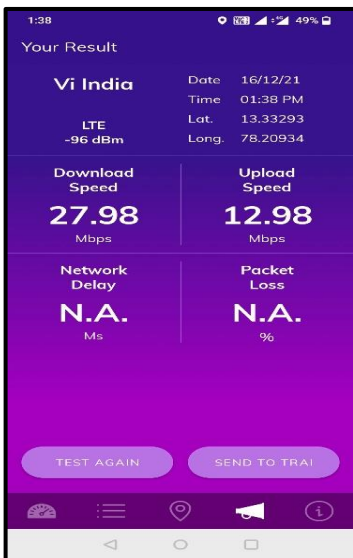 1:38
49%
Your Result
Vi India
LTE
-96 dBm
Date 16/12/21
Time 01:38 PM
Lat. 13.33293
Long. 78.20934
Download
Speed
27.98
Mbps
Upload
Speed
12.98
Mbps
Network
Delay
N.A.
Ms
Packet
Loss
N.A.
%
TEST AGAIN
SEND TO TRAI